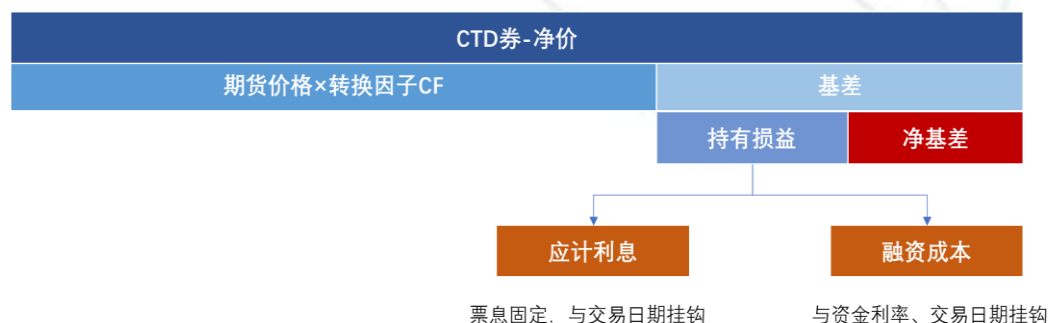 CTD券-净价
期货价格×转换因子CF
基差
持有损益
净基差
应计利息
融资成本
票息固定，与交易日期挂钩
与资金利率、交易日期挂钩